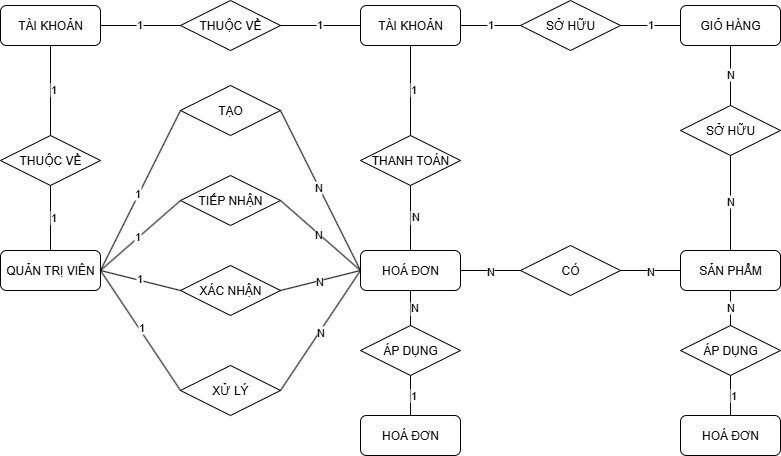 TÀI KHOẢN
1
THUỘC VỀ
1
TÀI KHOẢN
1
SỞ HỮU
1
GIỎ HÀNG
1
TẠO
1
N
THUỘC VỀ
THANH TOÁN
SỞ HỮU
1
N
TIẾP NHẬN
N
1
1
N
N
1
N
QUẢN TRỊ VIÊN
1
XÁC NHẬN
N
HOÁ ĐƠN
N
CÓ
N
SẢN PHẨM
1
N
N
N
XỬ LÝ
ÁP DỤNG
ÁP DỤNG
1
1
HOÁ ĐƠN
HOÁ ĐƠN